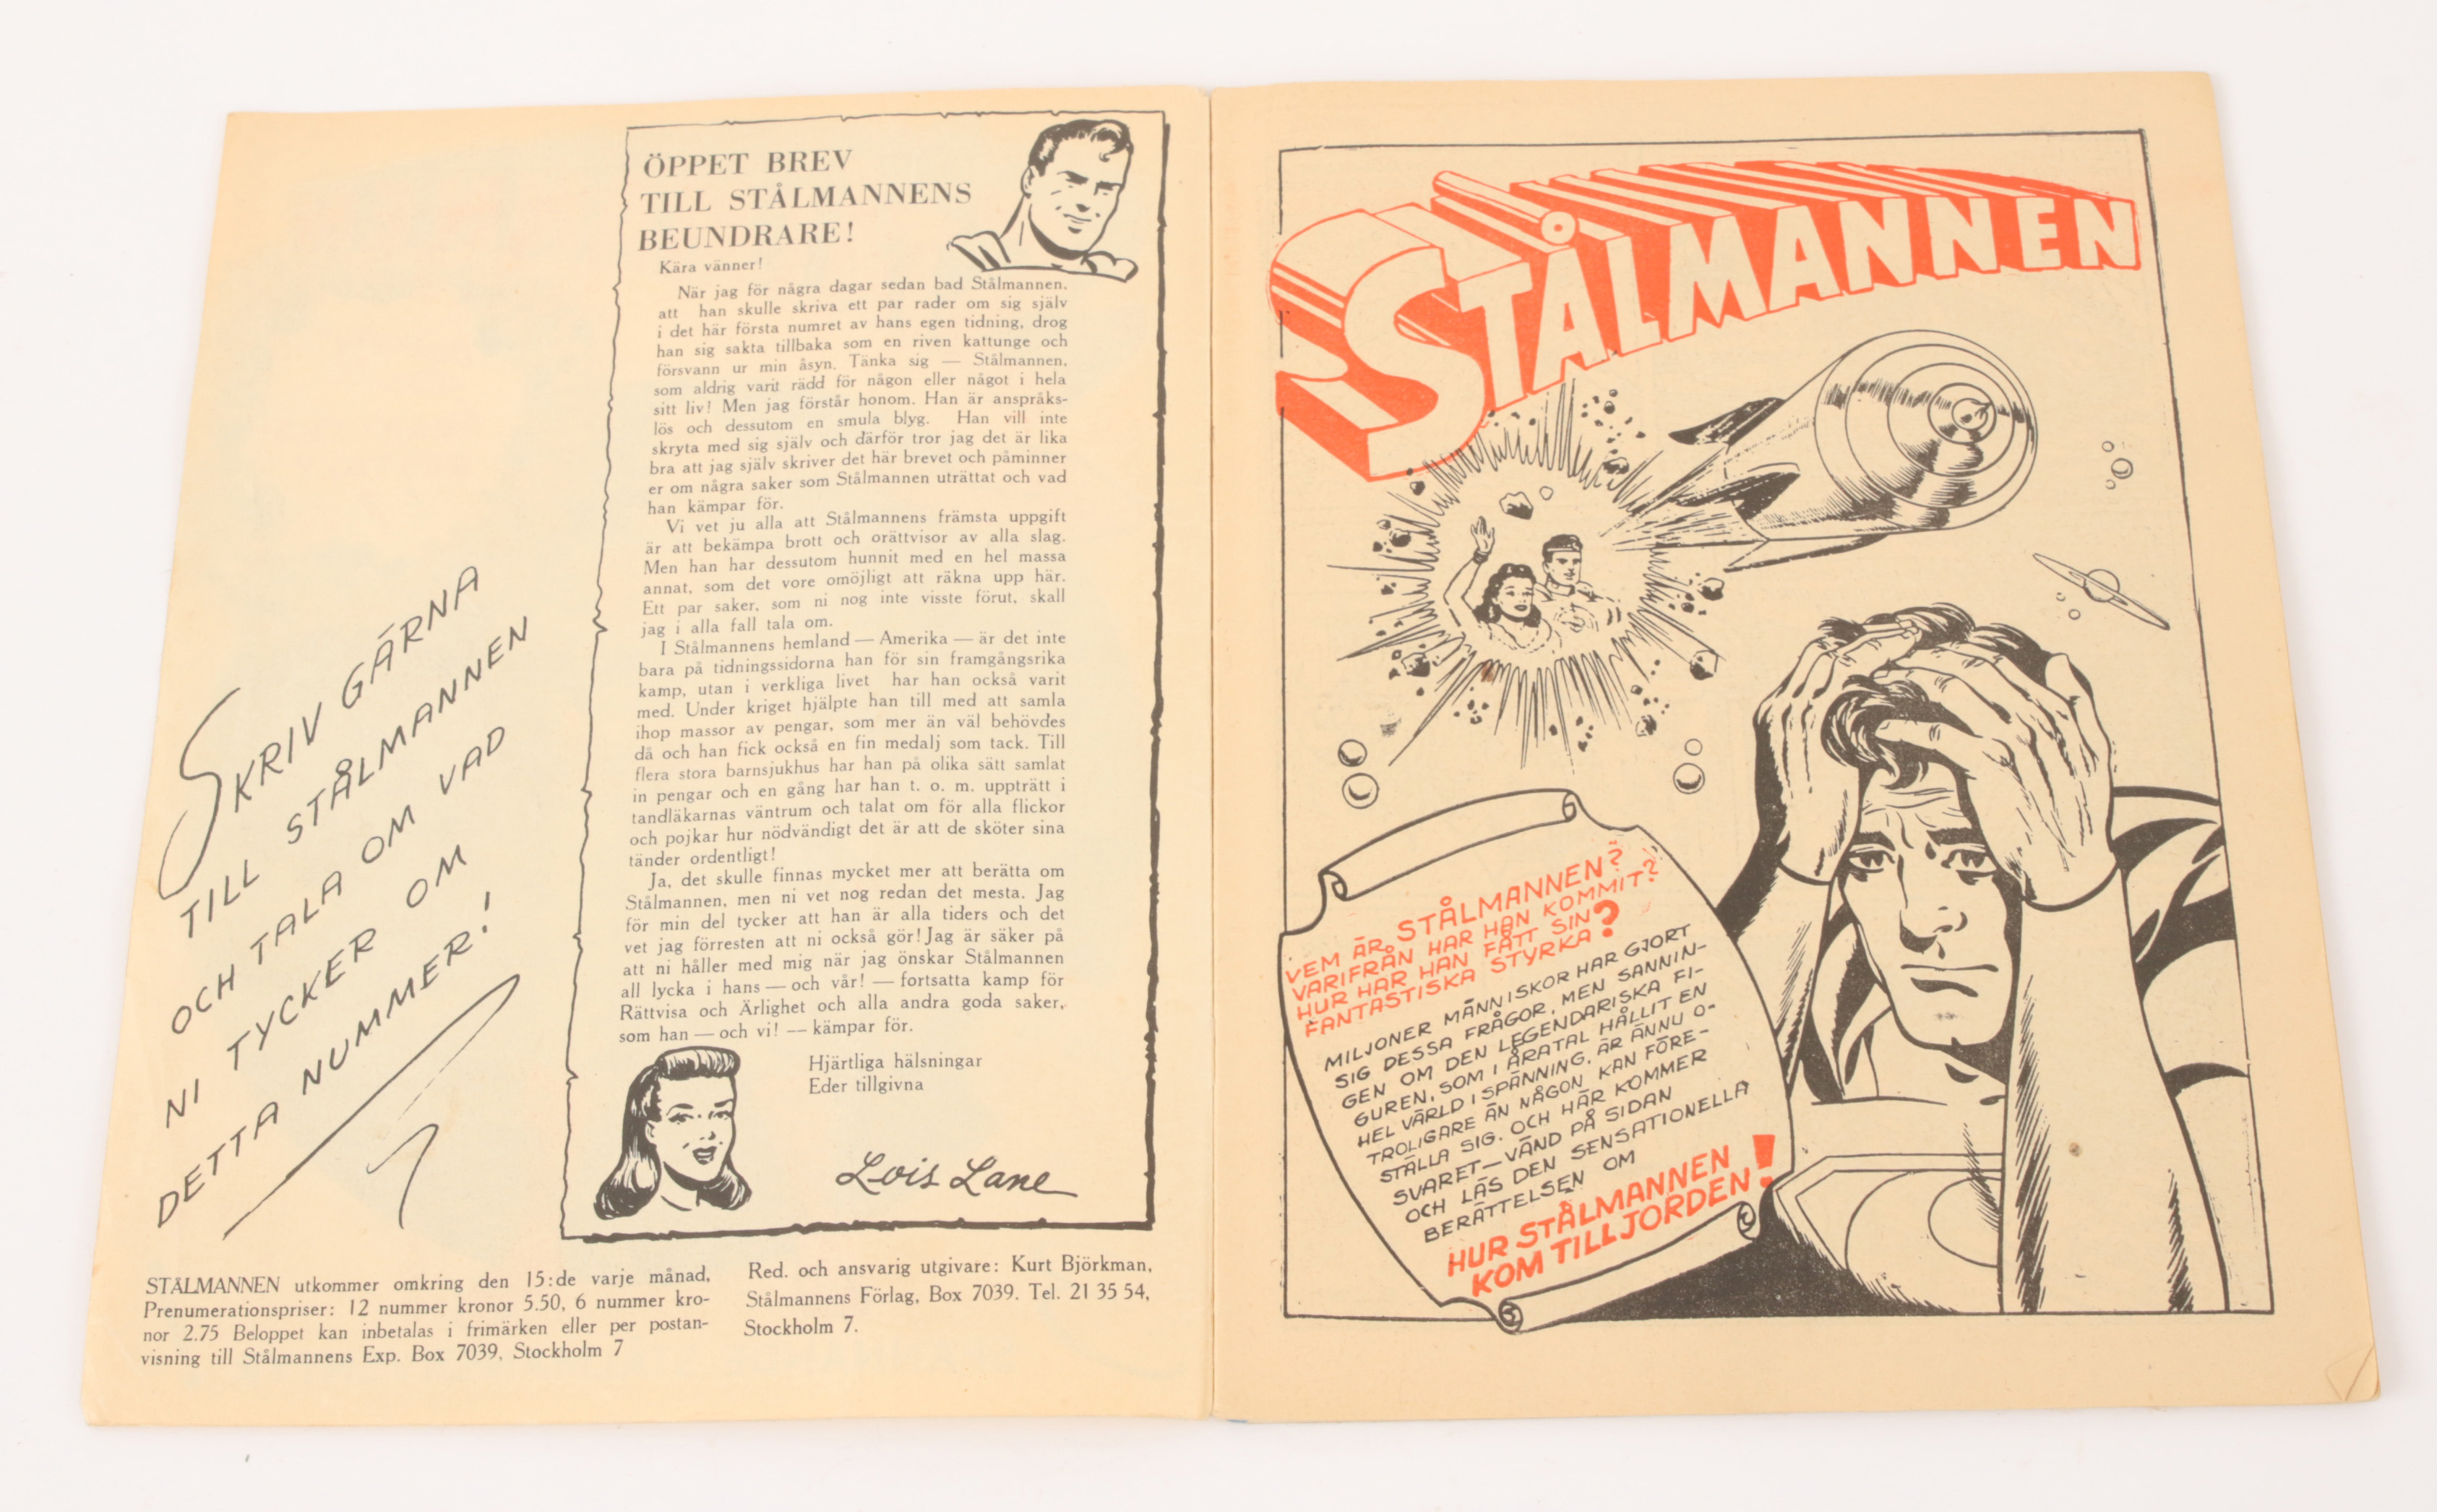 SKRIV GÄRNA
TILL STÅLMANNEN
OCH TALA OM VAD
NI TYCKER OM
DETTA NUMMER!
ÖPPET BREV
TILL STÅLMANNENS
BEUNDRARE!
Kära vänner!
När jag för några dagar sedan bad Stålmannen,
att han skulle skriva ett par rader om sig själv
i det här första numret av hans egen tidning, drog
han sig sakta tillbaka som en riven kattunge och
försvann ur min åsyn. Tänka sig — Stålmannen,
som aldrig varit rädd för någon eller något i hela
sitt liv! Men jag förstår honom. Han är anspråks-
lös och dessutom en smula blyg. Han vill inte
skryta med sig själv och därför tror jag det är lika
bra att jag själv skriver det här brevet och påminner
er om några saker som Stålmannen uträttat och vad
han kämpar för.
Vi vet ju alla att Stålmannens främsta uppgift
är att bekämpa brott och orättvisor av alla slag.
Men han har dessutom hunnit med en hel massa
annat, som det vore omöjligt att räkna upp här.
Ett par saker, som ni nog inte visste förut, skall
jag i alla fall tala om.
I Stålmannens hemland — Amerika — är det inte
bara på tidningssidorna han för sin framgångsrika
kamp, utan i verkliga livet har han också varit
med. Under kriget hjälpte han till med att samla
ihop massor av pengar, som mer än väl behövdes
då och han fick också en fin medalj som tack. Till
flera stora barnsjukhus har han på olika sätt samlat
in pengar och en gång har han t. o. m. uppträtt i
tandläkarnas väntrum och talat om för alla flickor
och pojkar hur nödvändigt det är att de sköter sina
tänder ordentligt!
Ja, det skulle finnas mycket mer att berätta om
Stålmannen, men ni vet nog redan det mesta. Jag
för min del tycker att han är alla tiders och det
vet jag förresten att ni också gör! Jag är säker på
att ni håller med mig när jag önskar Stålmannen
all lycka i hans — och vår! — fortsatta kamp för
Rättvisa och Ärlighet och alla andra goda saker,
som han — och vi! — kämpar för.
Hjärtliga hälsningar
Eder tillgivna
Lois Lane
STÅLMANNEN utkommer omkring den 15:de varje månad,
Prenumerationspriser: 12 nummer kronor 5.50, 6 nummer kro-
nor 2.75 Beloppet kan inbetalas i frimärken eller per postan-
visning till Stålmannens Exp. Box 7039, Stockholm 7
Red. och ansvarig utgivare: Kurt Björkman,
Stålmannens Förlag, Box 7039. Tel. 21 35 54,
Stockholm 7.
STÅLMANNEN
VEM ÄR STÅLMANNEN?
VARIFRÅN HAR HAN KOMMIT?
HUR HAR HAN FÅTT SIN
FANTASTISKA STYRKA?
MILJONER MÄNNISKOR HAR GJORT
SIG DESSA FRÅGOR, MEN SANNIN-
GEN OM DEN LEGENDARISKA FI-
GUREN, SOM I ÅRATAL HÅLLIT EN
HEL VÄRLD I SPÄNNING, ÄR ÄNNU O-
TROLIGARE ÄN NÅGON KAN FÖRE-
STÄLLA SIG. OCH HÄR KOMMER
SVARET — VÄND PÅ SIDAN
OCH LÄS DEN SENSATIONELLA
BERÄTTELSEN OM
HUR STÅLMANNEN
KOM TILL JORDEN!